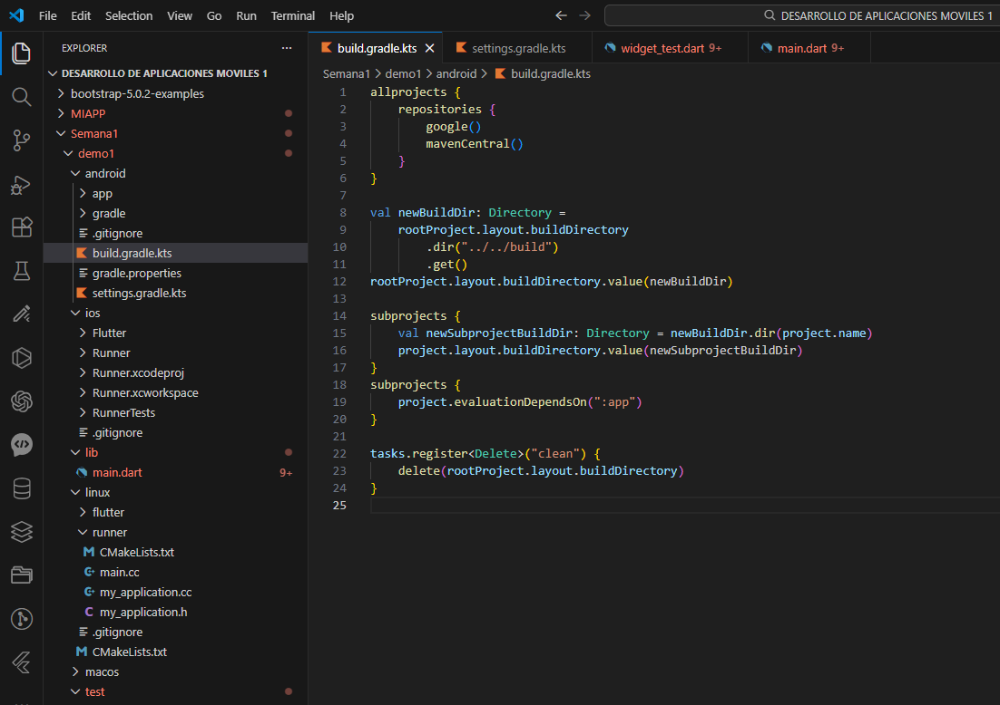 File Edit Selection View Go Run Terminal Help
DESARROLLO DE APLICACIONES MOVILES 1
EXPLORER
DESARROLLO DE APLICACIONES MOVILES 1
bootstrap-5.0.2-examples
MIAPP
Semana1
demo1
android
app
gradle
.gitignore
build.gradle.kts
gradle.properties
settings.gradle.kts
ios
Flutter
Runner
Runner.xcodeproj
Runner.xcworkspace
RunnerTests
.gitignore
lib
main.dart 9+
linux
flutter
runner
CMakeLists.txt
main.cc
my_application.cc
my_application.h
.gitignore
CMakeLists.txt
macos
test
build.gradle.kts settings.gradle.kts widget_test.dart 9+ main.dart 9+
Semana1 > demo1 > android > build.gradle.kts
1 allprojects {
2     repositories {
3         google()
4         mavenCentral()
5     }
6 }
7
8 val newBuildDir: Directory =
9     rootProject.layout.buildDirectory
10         .dir("../../build")
11         .get()
12 rootProject.layout.buildDirectory.value(newBuildDir)
13
14 subprojects {
15     val newSubprojectBuildDir: Directory = newBuildDir.dir(project.name)
16     project.layout.buildDirectory.value(newSubprojectBuildDir)
17 }
18 subprojects {
19     project.evaluationDependsOn(":app")
20 }
21
22 tasks.register<Delete>("clean") {
23     delete(rootProject.layout.buildDirectory)
24 }
25